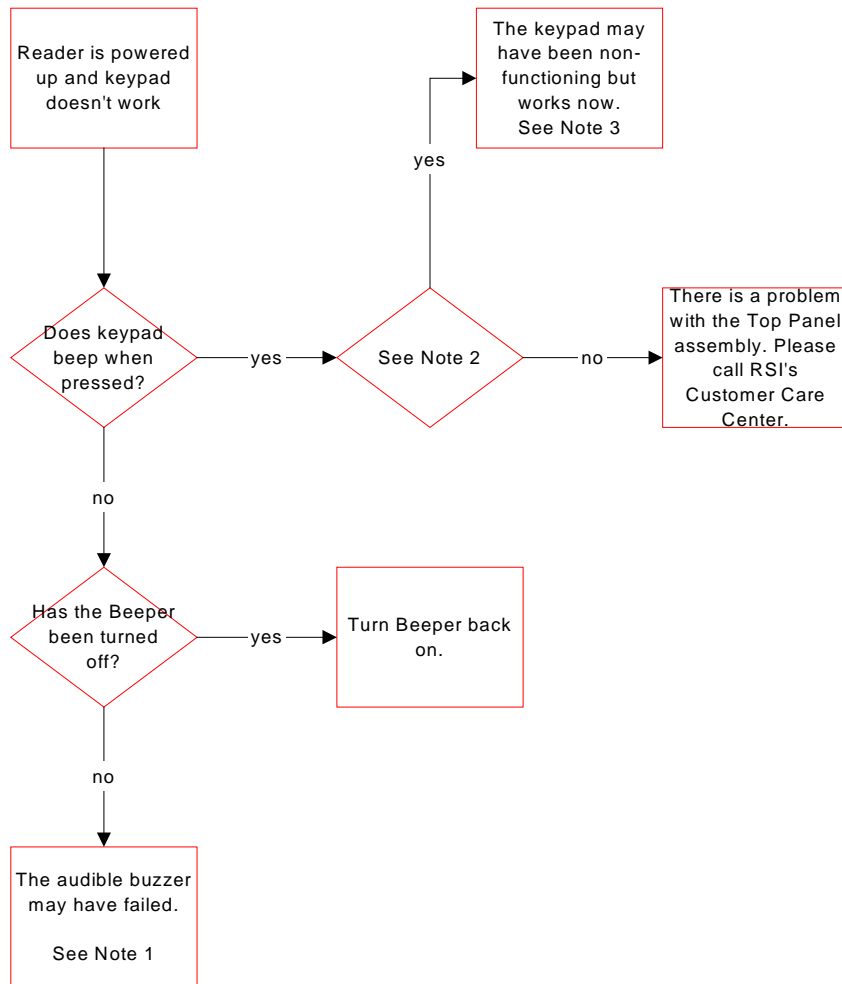 Reader is powered
up and keypad
doesn't work
The keypad may
have been non-
functioning but
works now.
See Note 3
yes
Does keypad
beep when
pressed?
yes
See Note 2
no
There is a problem
with the Top Panel
assembly. Please
call RSI's
Customer Care
Center.
no
Has the Beeper
been turned
off?
yes
Turn Beeper back
on.
no
The audible buzzer
may have failed.
See Note 1